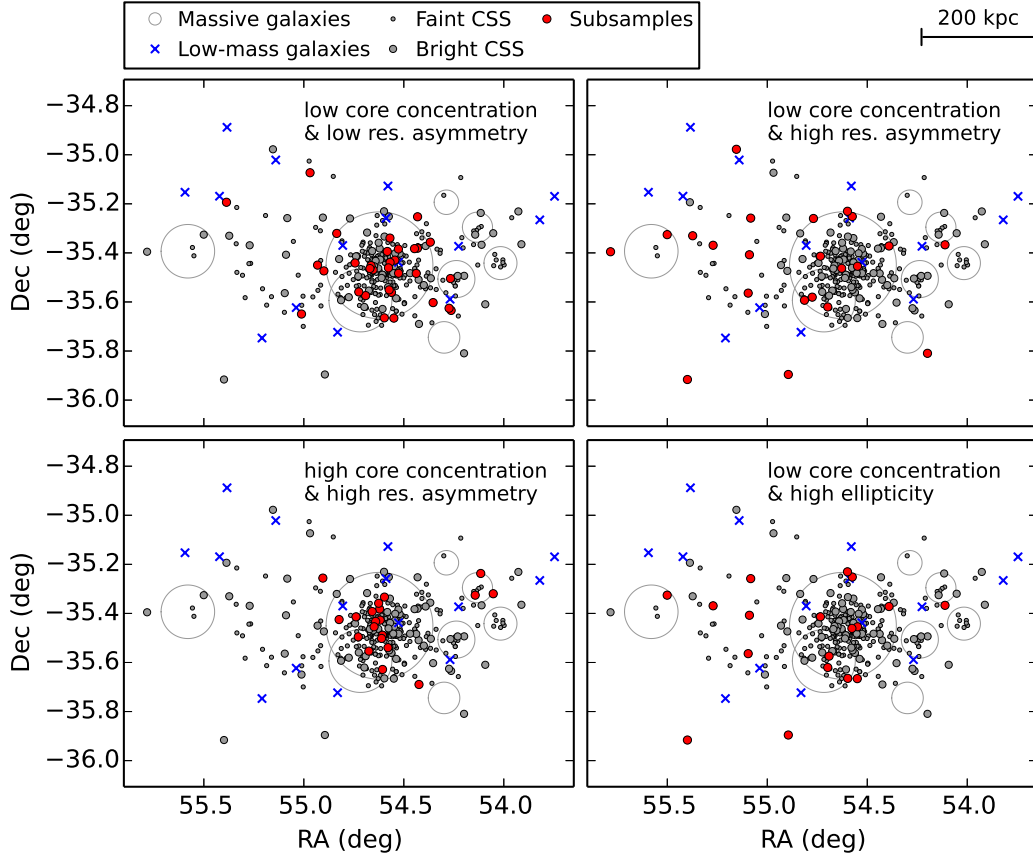 Massive galaxies Faint CSS Subsamples
Low-mass galaxies Bright CSS
200 kpc
low core concentration
& low res. asymmetry
low core concentration
& high res. asymmetry
−34.8
−35.0
−35.2
−35.4
−35.6
−35.8
−36.0
Dec (deg)
high core concentration
& high res. asymmetry
low core concentration
& high ellipticity
−34.8
−35.0
−35.2
−35.4
−35.6
−35.8
−36.0
Dec (deg)
55.5 55.0 54.5 54.0
55.5 55.0 54.5 54.0
RA (deg)
RA (deg)